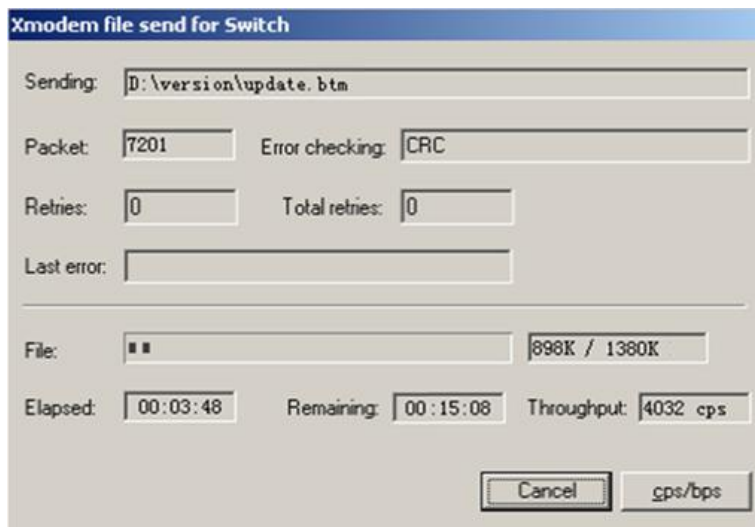 Xmodem file send for Switch
Sending: D:\version\update.btm
Packet: 7201 Error checking: CRC
Retries: 0 Total retries: 0
Last error:
File: 898K / 1380K
Elapsed: 00:03:48 Remaining: 00:15:08 Throughput: 4032 cps
Cancel cps/bps